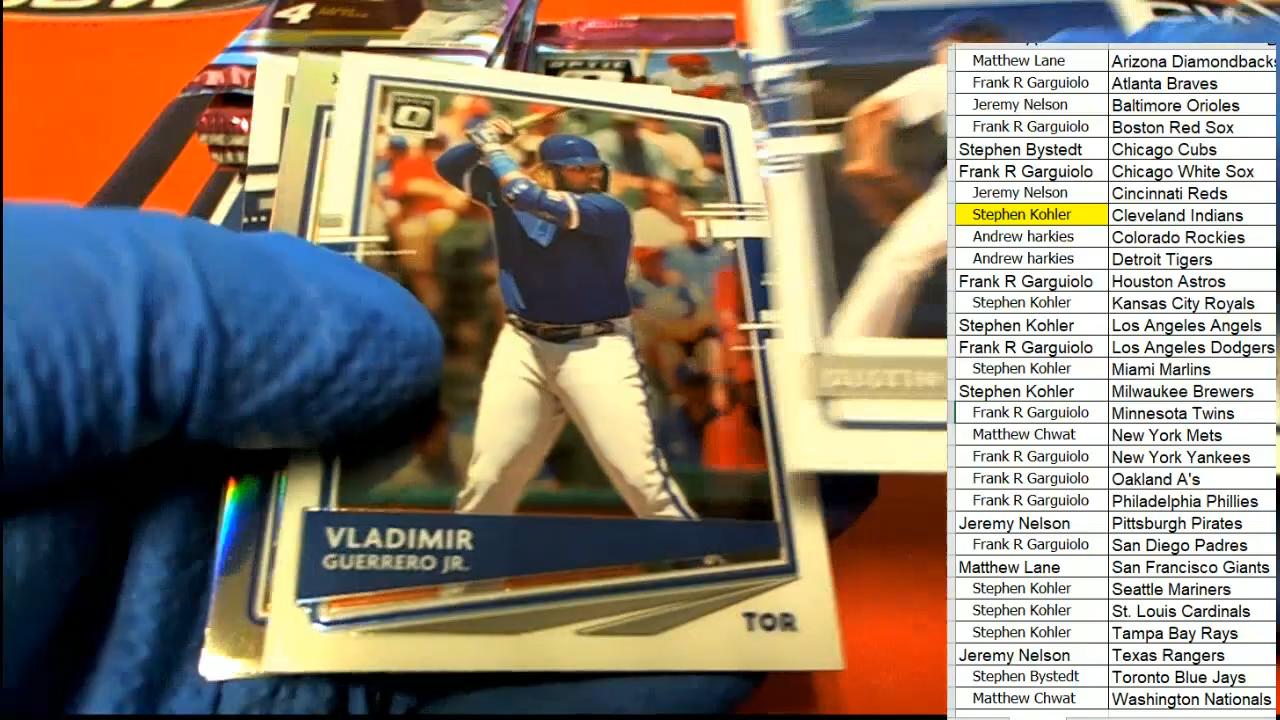 4
OPTIC
VLADIMIR
GUERRERO JR.
TOR
Matthew Lane Arizona Diamondbacks
Frank R Garguiolo Atlanta Braves
Jeremy Nelson Baltimore Orioles
Frank R Garguiolo Boston Red Sox
Stephen Bystedt Chicago Cubs
Frank R Garguiolo Chicago White Sox
Jeremy Nelson Cincinnati Reds
Stephen Kohler Cleveland Indians
Andrew harkies Colorado Rockies
Andrew harkies Detroit Tigers
Frank R Garguiolo Houston Astros
Stephen Kohler Kansas City Royals
Stephen Kohler Los Angeles Angels
Frank R Garguiolo Los Angeles Dodgers
Stephen Kohler Miami Marlins
Stephen Kohler Milwaukee Brewers
Frank R Garguiolo Minnesota Twins
Matthew Chwat New York Mets
Frank R Garguiolo New York Yankees
Frank R Garguiolo Oakland A's
Frank R Garguiolo Philadelphia Phillies
Jeremy Nelson Pittsburgh Pirates
Frank R Garguiolo San Diego Padres
Matthew Lane San Francisco Giants
Stephen Kohler Seattle Mariners
Stephen Kohler St. Louis Cardinals
Stephen Kohler Tampa Bay Rays
Jeremy Nelson Texas Rangers
Stephen Bystedt Toronto Blue Jays
Matthew Chwat Washington Nationals